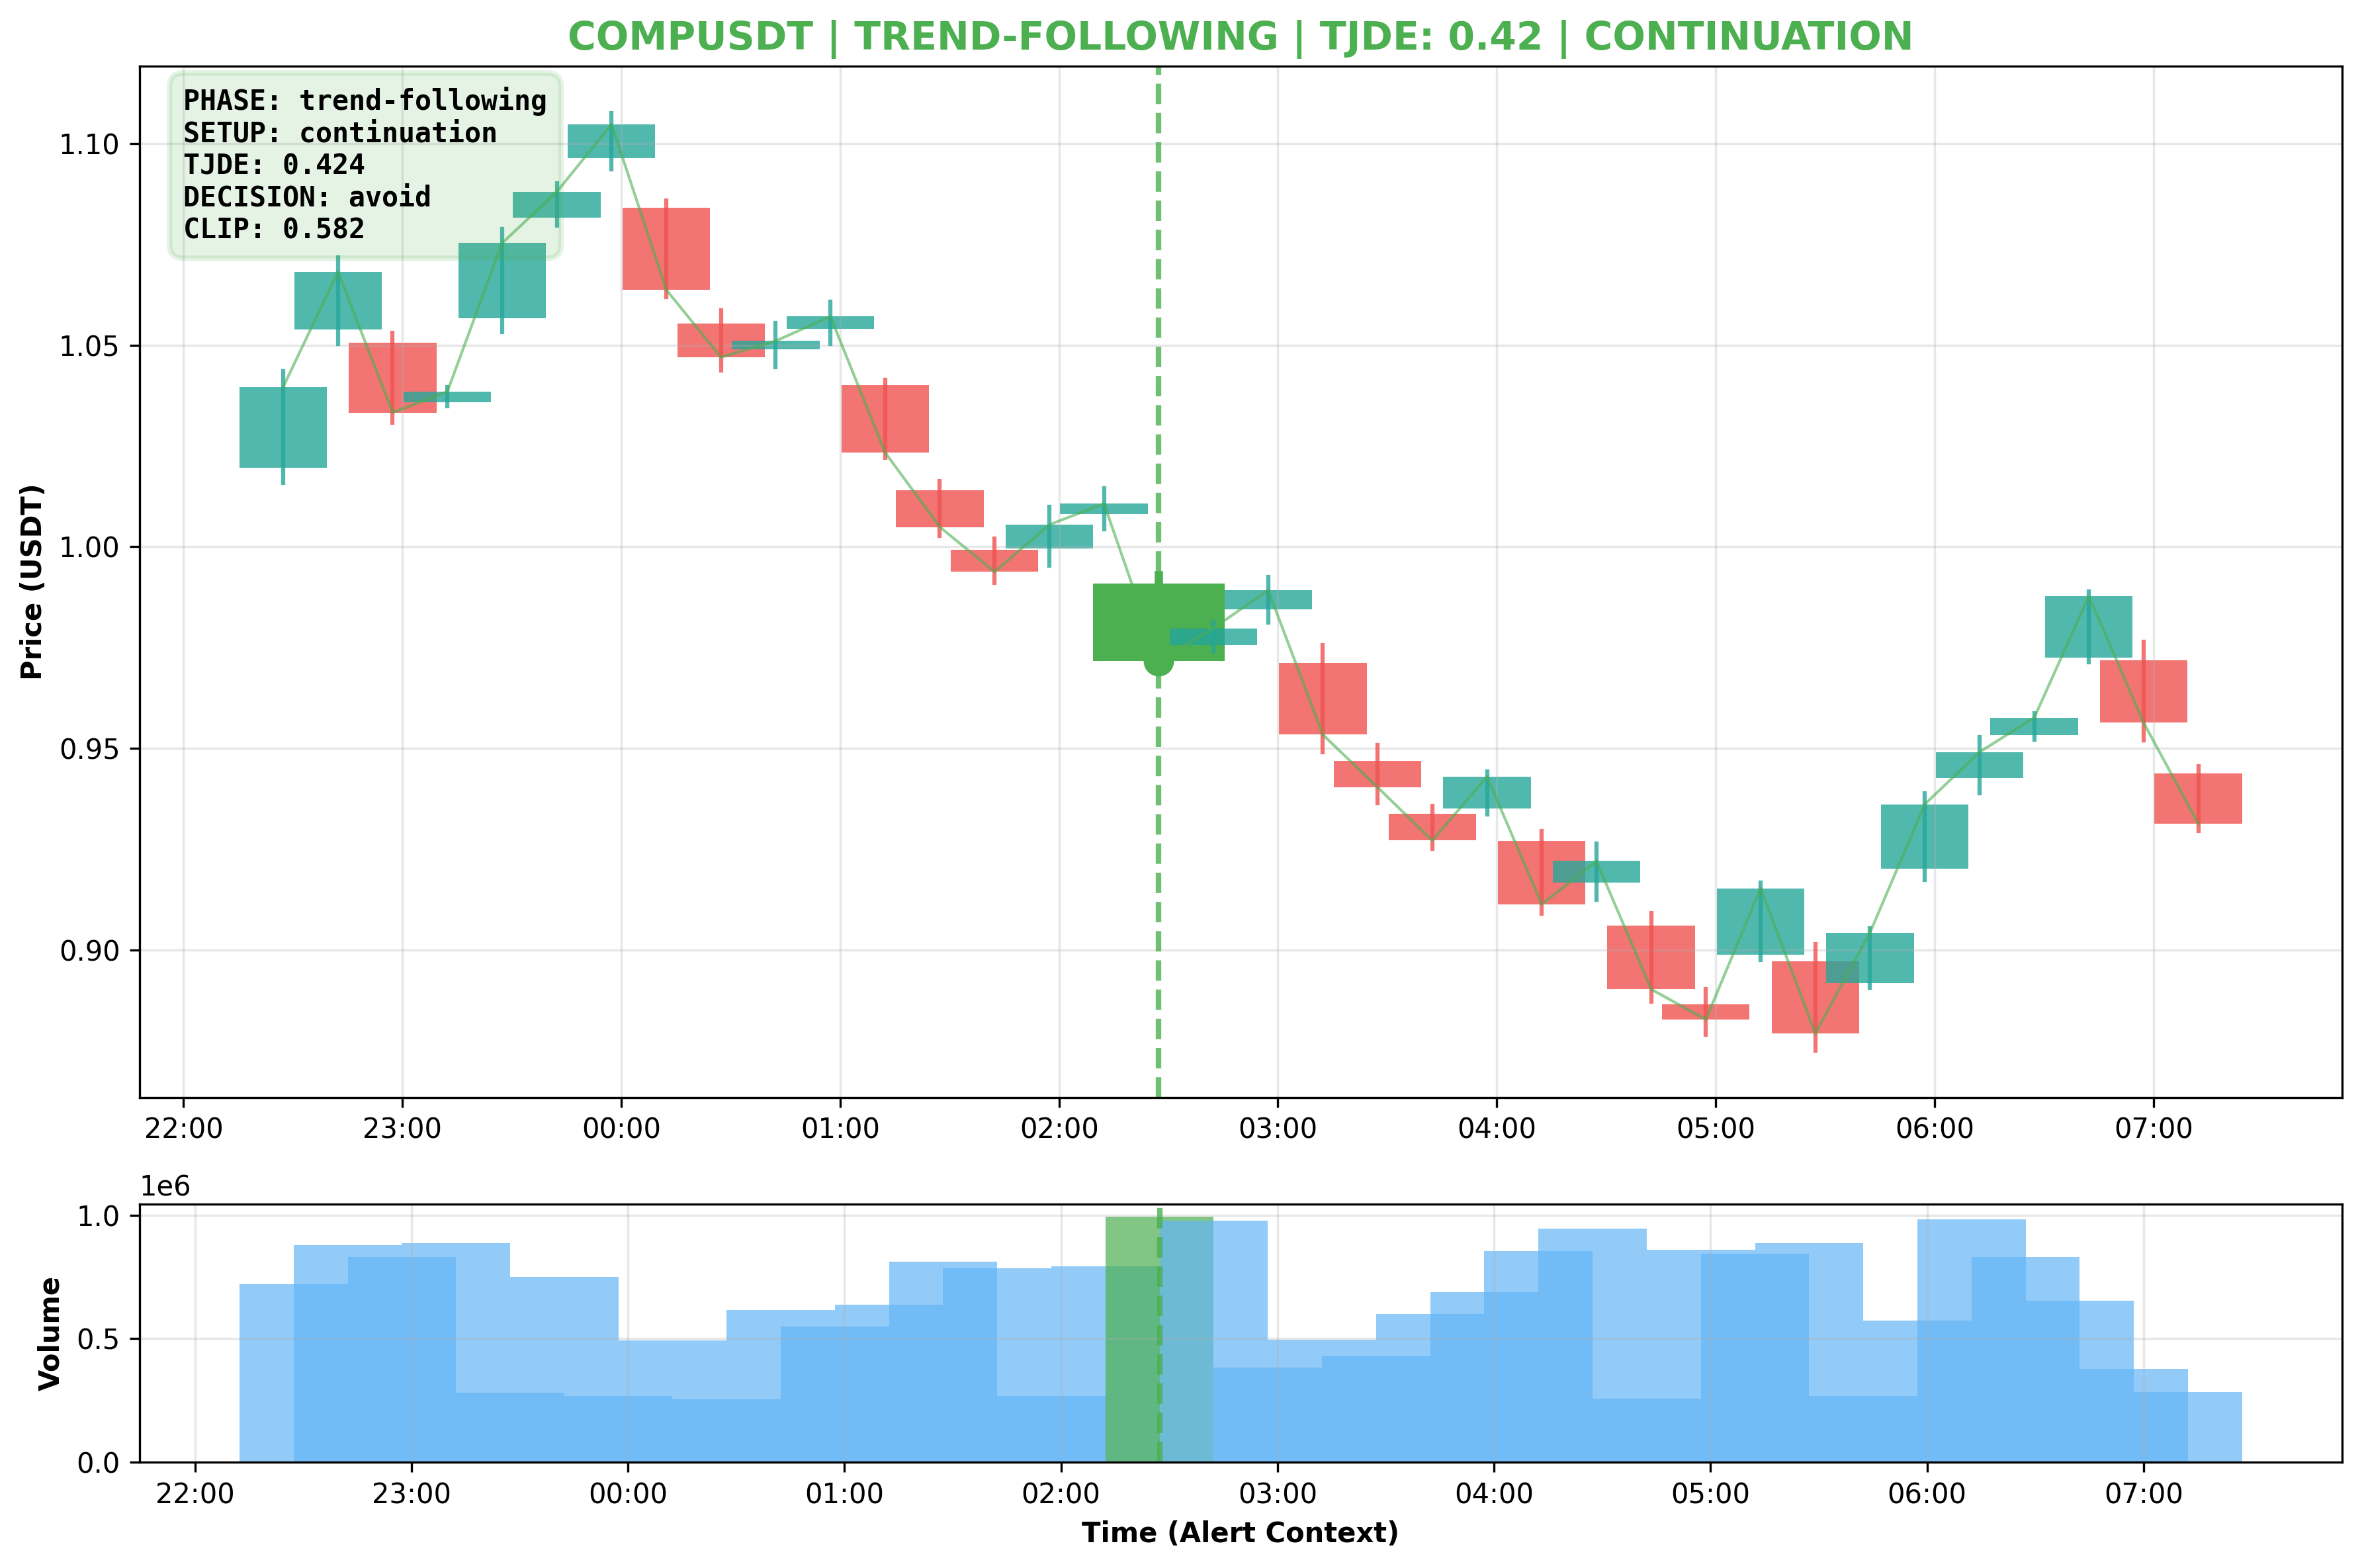 COMPUSDT | TREND-FOLLOWING | TJDE: 0.42 | CONTINUATION
PHASE: trend-following
SETUP: continuation
TJDE: 0.424
DECISION: avoid
CLIP: 0.582
Price (USDT)
1.10
1.05
1.00
0.95
0.90
22:00 23:00 00:00 01:00 02:00 03:00 04:00 05:00 06:00 07:00
1e6
Volume
1.0
0.5
0.0
22:00 23:00 00:00 01:00 02:00 03:00 04:00 05:00 06:00 07:00
Time (Alert Context)